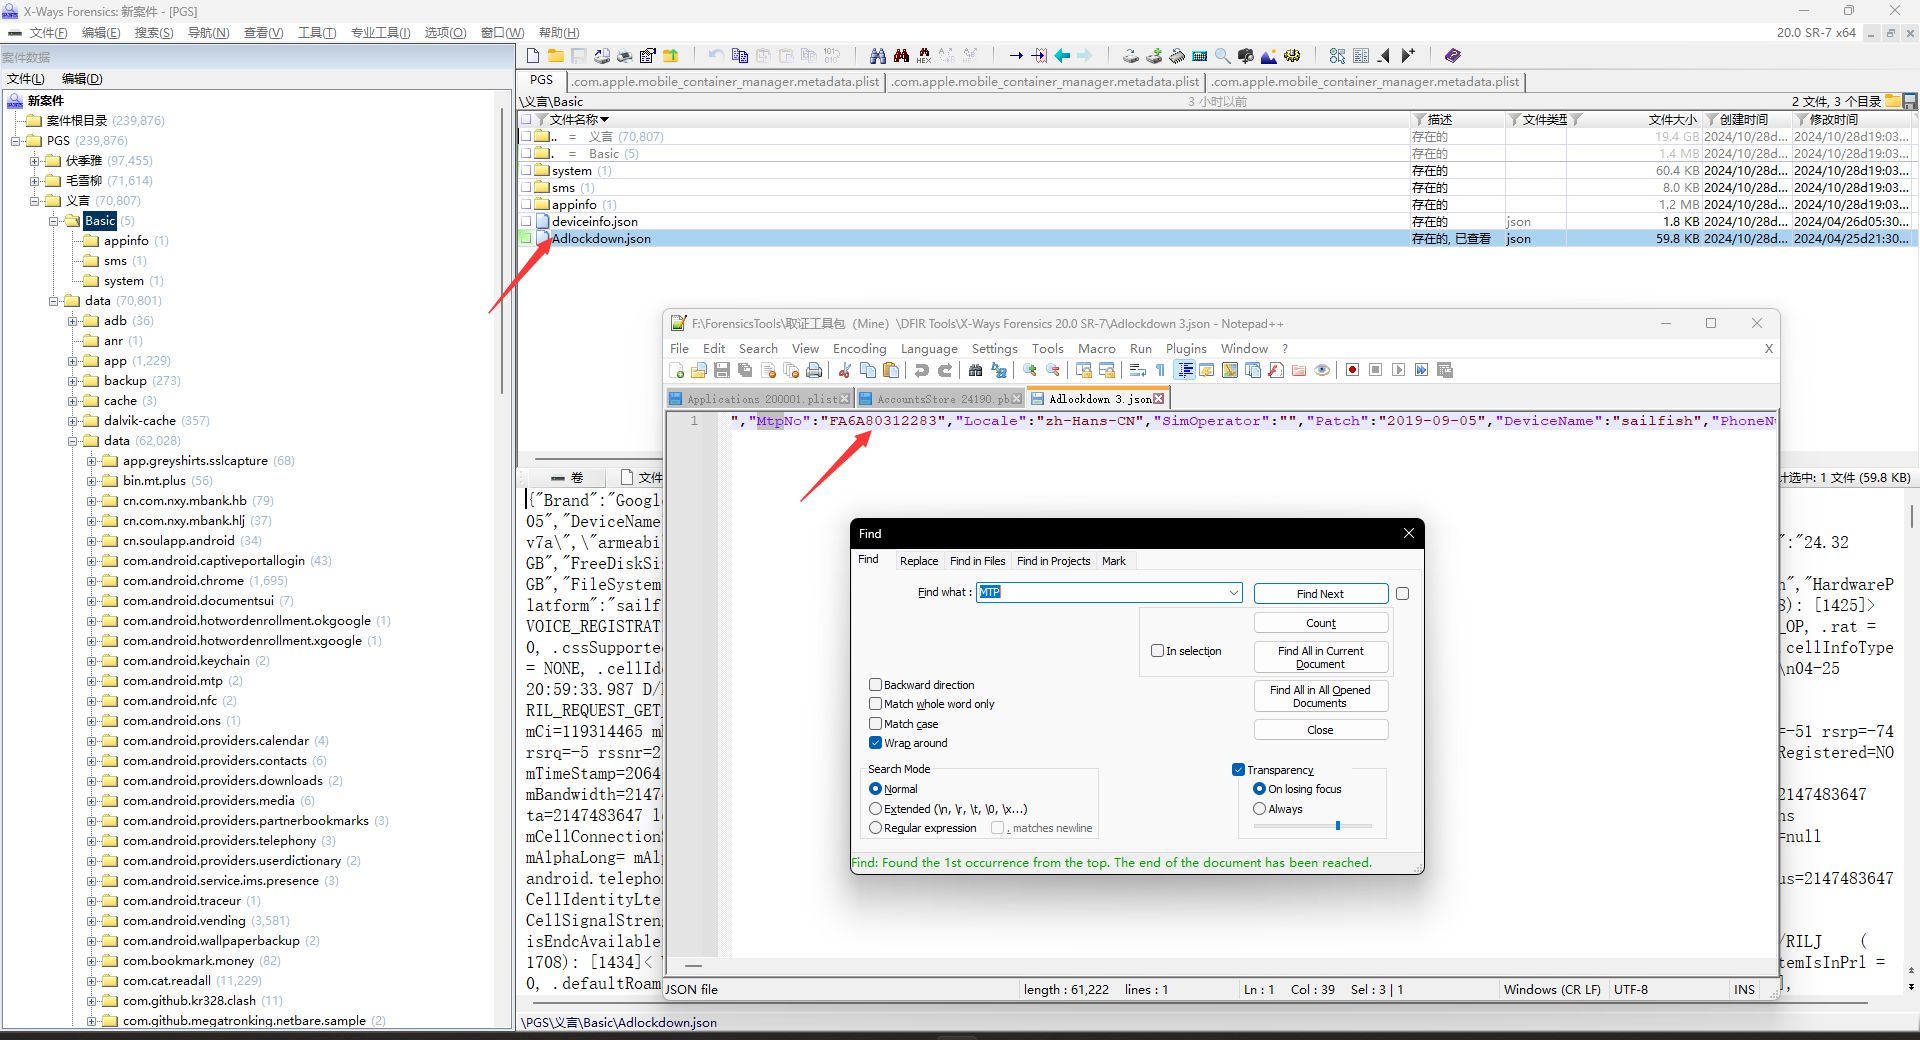 X-Ways Forensics: 新案件 - [PGS]
文件(F) 编辑(E) 搜索(S) 导航(N) 查看(V) 工具(T) 专业工具(I) 选项(O) 窗口(W) 帮助(H)
20.0 SR-7 x64
案件数据
文件(L) 编辑(D)
新案件
案件根目录 (239,876)
PGS (239,876)
伏季雅 (97,455)
毛雪柳 (71,614)
义言 (70,807)
Basic (5)
appinfo (1)
sms (1)
system (1)
data (70,801)
adb (36)
anr (1)
app (1,229)
backup (273)
cache (3)
dalvik-cache (357)
data (62,028)
app.greyshirts.sslcapture (68)
bin.mt.plus (56)
cn.com.nxy.mbank.hb (79)
cn.com.nxy.mbank.hlj (37)
cn.soulapp.android (34)
com.android.captiveportallogin (43)
com.android.chrome (1,695)
com.android.documentsui (7)
com.android.hotwordenrollment.okgoogle (1)
com.android.hotwordenrollment.xgoogle (1)
com.android.keychain (2)
com.android.mtp (2)
com.android.nfc (2)
com.android.ons (1)
com.android.providers.calendar (4)
com.android.providers.contacts (6)
com.android.providers.downloads (2)
com.android.providers.media (6)
com.android.providers.partnerbookmarks (3)
com.android.providers.telephony (3)
com.android.providers.userdictionary (2)
com.android.service.ims.presence (3)
com.android.traceur (1)
com.android.vending (3,581)
com.android.wallpaperbackup (2)
com.bookmark.money (82)
com.cat.readall (11,229)
com.github.kr328.clash (11)
com.github.megatronking.netbare.sample (2)
PGS .com.apple.mobile_container_manager.metadata.plist .com.apple.mobile_container_manager.metadata.plist .com.apple.mobile_container_manager.metadata.plist
\义言\Basic 3 小时以前 2 文件, 3 个目录
文件名称 描述 文件类型 文件大小 创建时间 修改时间
.. = 义言 (70,807) 存在的 19.4 GB 2024/10/28d... 2024/10/28d19:03...
. = Basic (5) 存在的 1.4 MB 2024/10/28d... 2024/10/28d19:03...
system (1) 存在的 60.4 KB 2024/10/28d... 2024/10/28d19:03...
sms (1) 存在的 8.0 KB 2024/10/28d... 2024/10/28d19:03...
appinfo (1) 存在的 1.2 MB 2024/10/28d... 2024/10/28d19:03...
deviceinfo.json 存在的 json 1.8 KB 2024/10/28d... 2024/04/26d05:30...
Adlockdown.json 存在的, 已查看 json 59.8 KB 2024/10/28d... 2024/04/25d21:30...
F:\ForensicsTools\取证工具包（Mine）\DFIR Tools\X-Ways Forensics 20.0 SR-7\Adlockdown 3.json - Notepad++
File Edit Search View Encoding Language Settings Tools Macro Run Plugins Window ? X
Applications 200001.plist AccountsStore 24190.pb Adlockdown 3.json
1 ","MtpNo":"FA6A80312283","Locale":"zh-Hans-CN","SimOperator":"","Patch":"2019-09-05","DeviceName":"sailfish","PhoneNu
卷 文件
计选中: 1 文件 (59.8 KB)
{"Brand":"Google
05","DeviceName
v7a\",\"armeabi
GB","FreeDiskSi
GB","FileSystem
latform":"sailf
VOICE_REGISTRAT
0, .cssSupporte
= NONE, .cellIde
20:59:33.987 D/
RIL_REQUEST_GET_
mCi=119314465 m
rsrq=-5 rssnr=2
mTimeStamp=2064
mBandwidth=2147
ta=2147483647 l
mCellConnection
mAlphaLong= mAl
android.telepho
CellIdentityLte
CellSignalStren
isEndcAvailable
1708): [1434]<
0, .defaultRoam
":"24.32
n","HardwareP
8): [1425]>
_OP, .rat =
cellInfoType
\n04-25
=-51 rsrp=-74
Registered=NO
2147483647
ns
=null
us=2147483647
/RILJ (
temIsInPrl =
Find
Find Replace Find in Files Find in Projects Mark
Find what : MTP Find Next
Count
In selection Find All in Current Document
Find All in All Opened Documents
Close
Backward direction
Match whole word only
Match case
Wrap around
Search Mode
Normal
Extended (\n, \r, \t, \0, \x...)
Regular expression . matches newline
Transparency
On losing focus
Always
Find: Found the 1st occurrence from the top. The end of the document has been reached.
JSON file length : 61,222 lines : 1 Ln : 1 Col : 39 Sel : 3 | 1 Windows (CR LF) UTF-8 INS
\PGS\义言\Basic\Adlockdown.json